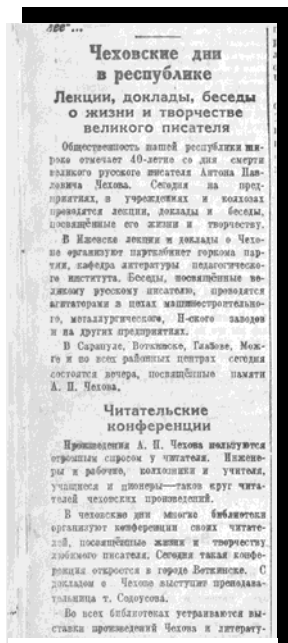 Чеховские дни
в республике
Лекции, доклады, беседы
о жизни и творчестве
великого писателя
Общественность нашей республики ши-
роко отмечает 40-летие со дня смерти
великого русского писателя Антона Пав-
ловича Чехова. Сегодня на пред-
приятиях, в учреждениях и колхозах
проводятся лекции, доклады и беседы,
посвящённые его жизни и творчеству.
В Ижевске лекции и доклады о Чехо-
ве организуют парткабинет горкома пар-
тии, кафедра литературы педагогическо-
го института. Беседы, посвящённые ве-
ликому русскому писателю, проводятся
агитаторами в цехах машиностроительно-
го, металлургического, Н-ского заводов
и на других предприятиях.
В Сарапуле, Воткинске, Глазове, Мож-
ге и во всех районных центрах сегодня
состоятся вечера, посвящённые памяти
А. П. Чехова.
Читательские
конференции
Произведения А. П. Чехова пользуются
огромным спросом у читателя. Инжене-
ры и рабочие, колхозники и учителя,
учащиеся и пионеры—таков круг чита-
телей чеховских произведений.
В чеховские дни многие библиотеки
организуют конференции своих читате-
лей, посвящённые жизни и творчеству
любимого писателя. Сегодня такая конфе-
ренция откроется в городе Воткинске. С
докладом о Чехове выступит преподава-
тельница т.
Во всех библиотеках устраиваются вы-
ставки произведений Чехова и литерату-